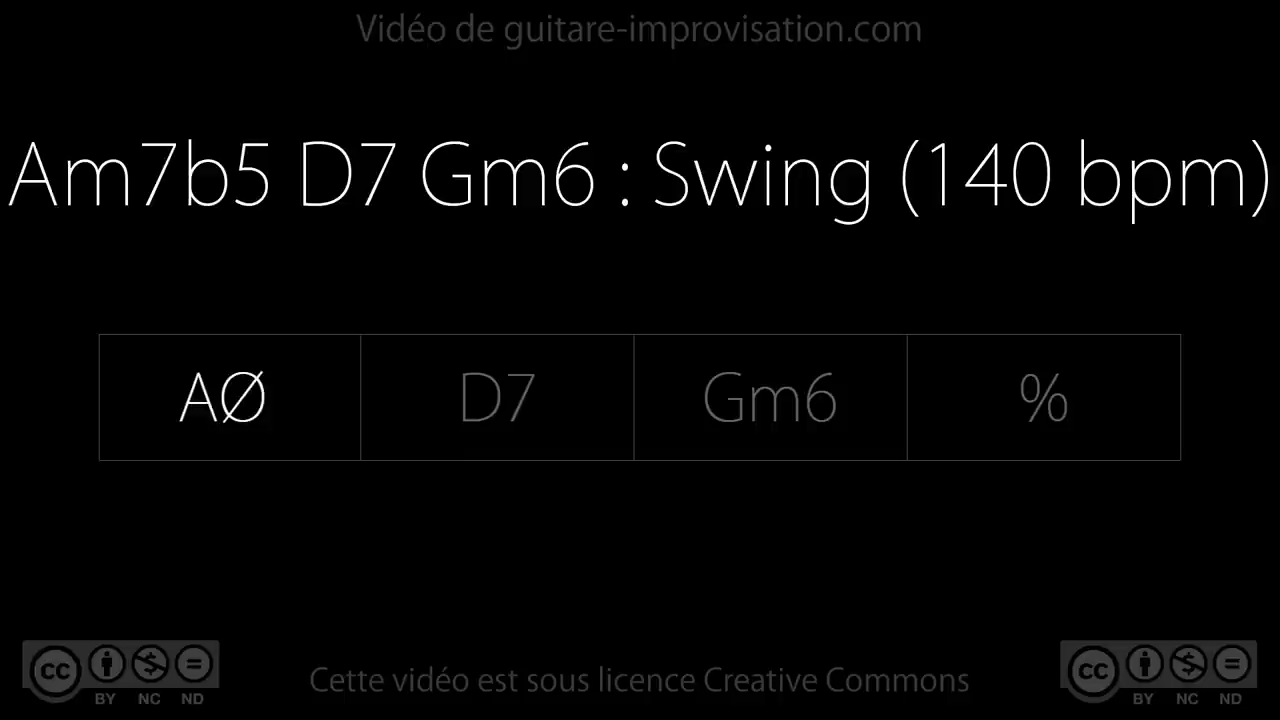 Vidéo de guitare-improvisation.com
Am7b5 D7 Gm6 : Swing (140 bpm)
AØ D7 Gm6 %
cc BY NC ND Cette vidéo est sous licence Creative Commons cc BY NC ND